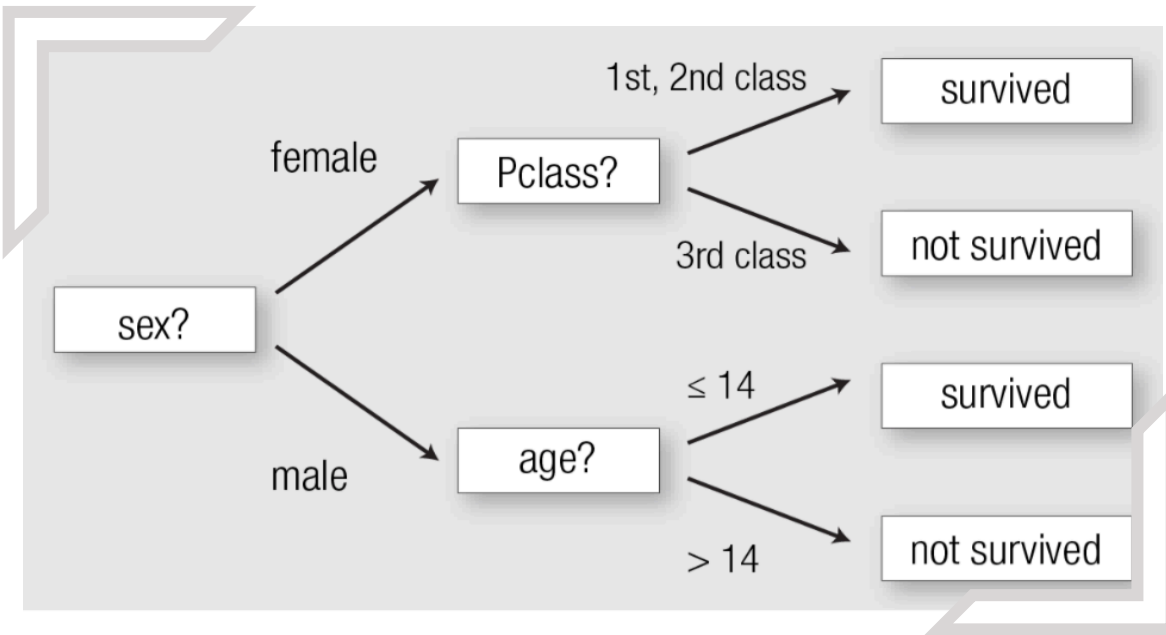 1st, 2nd class
survived
female
Pclass?
3rd class
not survived
sex?
≤ 14
survived
male
age?
> 14
not survived